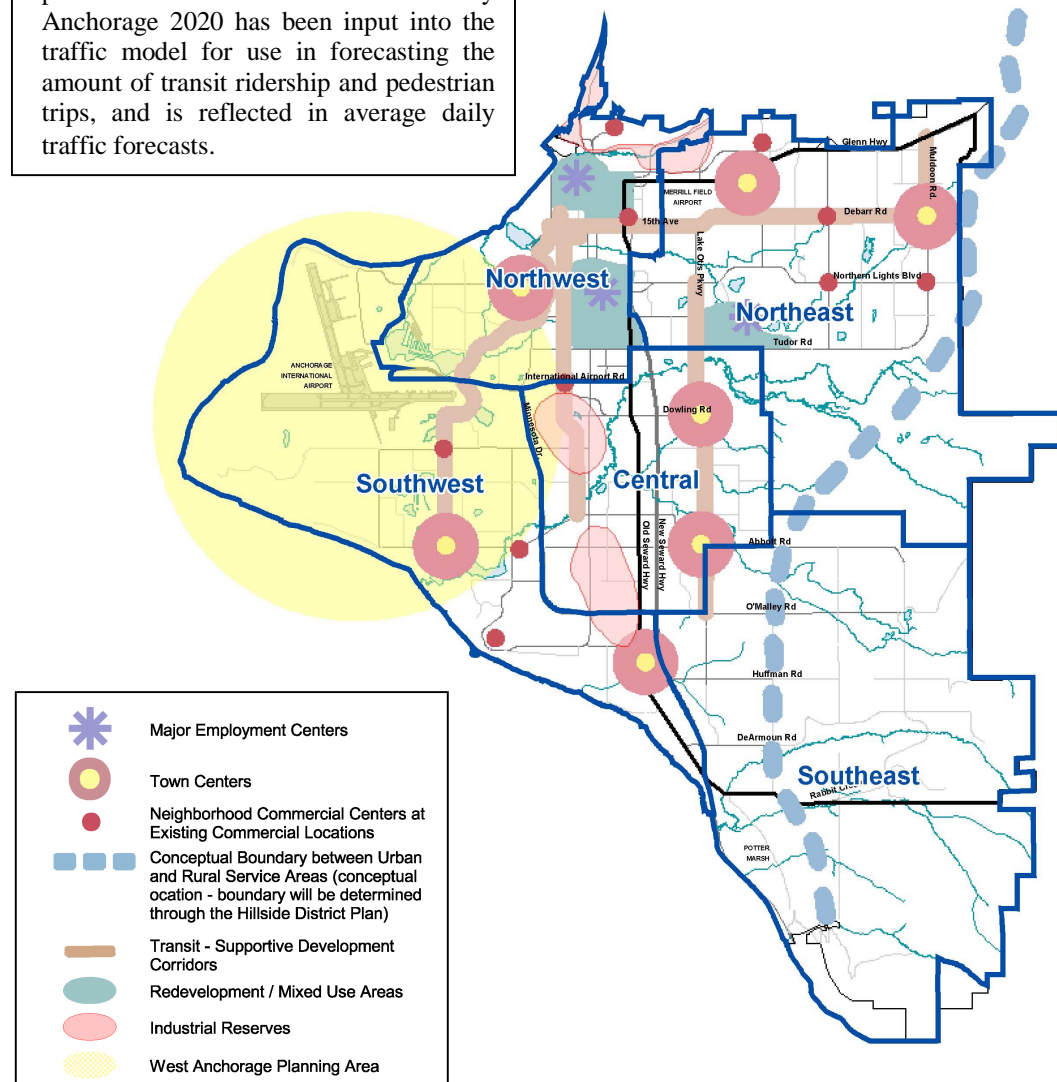 Anchorage 2020 has been input into the
traffic model for use in forecasting the
amount of transit ridership and pedestrian
trips, and is reflected in average daily
traffic forecasts.
Glenn Hwy
Muldoon Rd.
MERRILL FIELD
AIRPORT
15th Ave
Debarr Rd
Lake Otis Pkwy
Northwest
Northern Lights Blvd
Northeast
Tudor Rd
ANCHORAGE
INTERNATIONAL
AIRPORT
International Airport Rd
Minnesota Dr.
Dowling Rd
Southwest
Central
Old Seward Hwy
New Seward Hwy
Abbott Rd
O'Malley Rd
Huffman Rd
DeArmoun Rd
Southeast
Rabbit
POTTER
MARSH
Major Employment Centers
Town Centers
Neighborhood Commercial Centers at
Existing Commercial Locations
Conceptual Boundary between Urban
and Rural Service Areas (conceptual
ocation - boundary will be determined
through the Hillside District Plan)
Transit - Supportive Development
Corridors
Redevelopment / Mixed Use Areas
Industrial Reserves
West Anchorage Planning Area